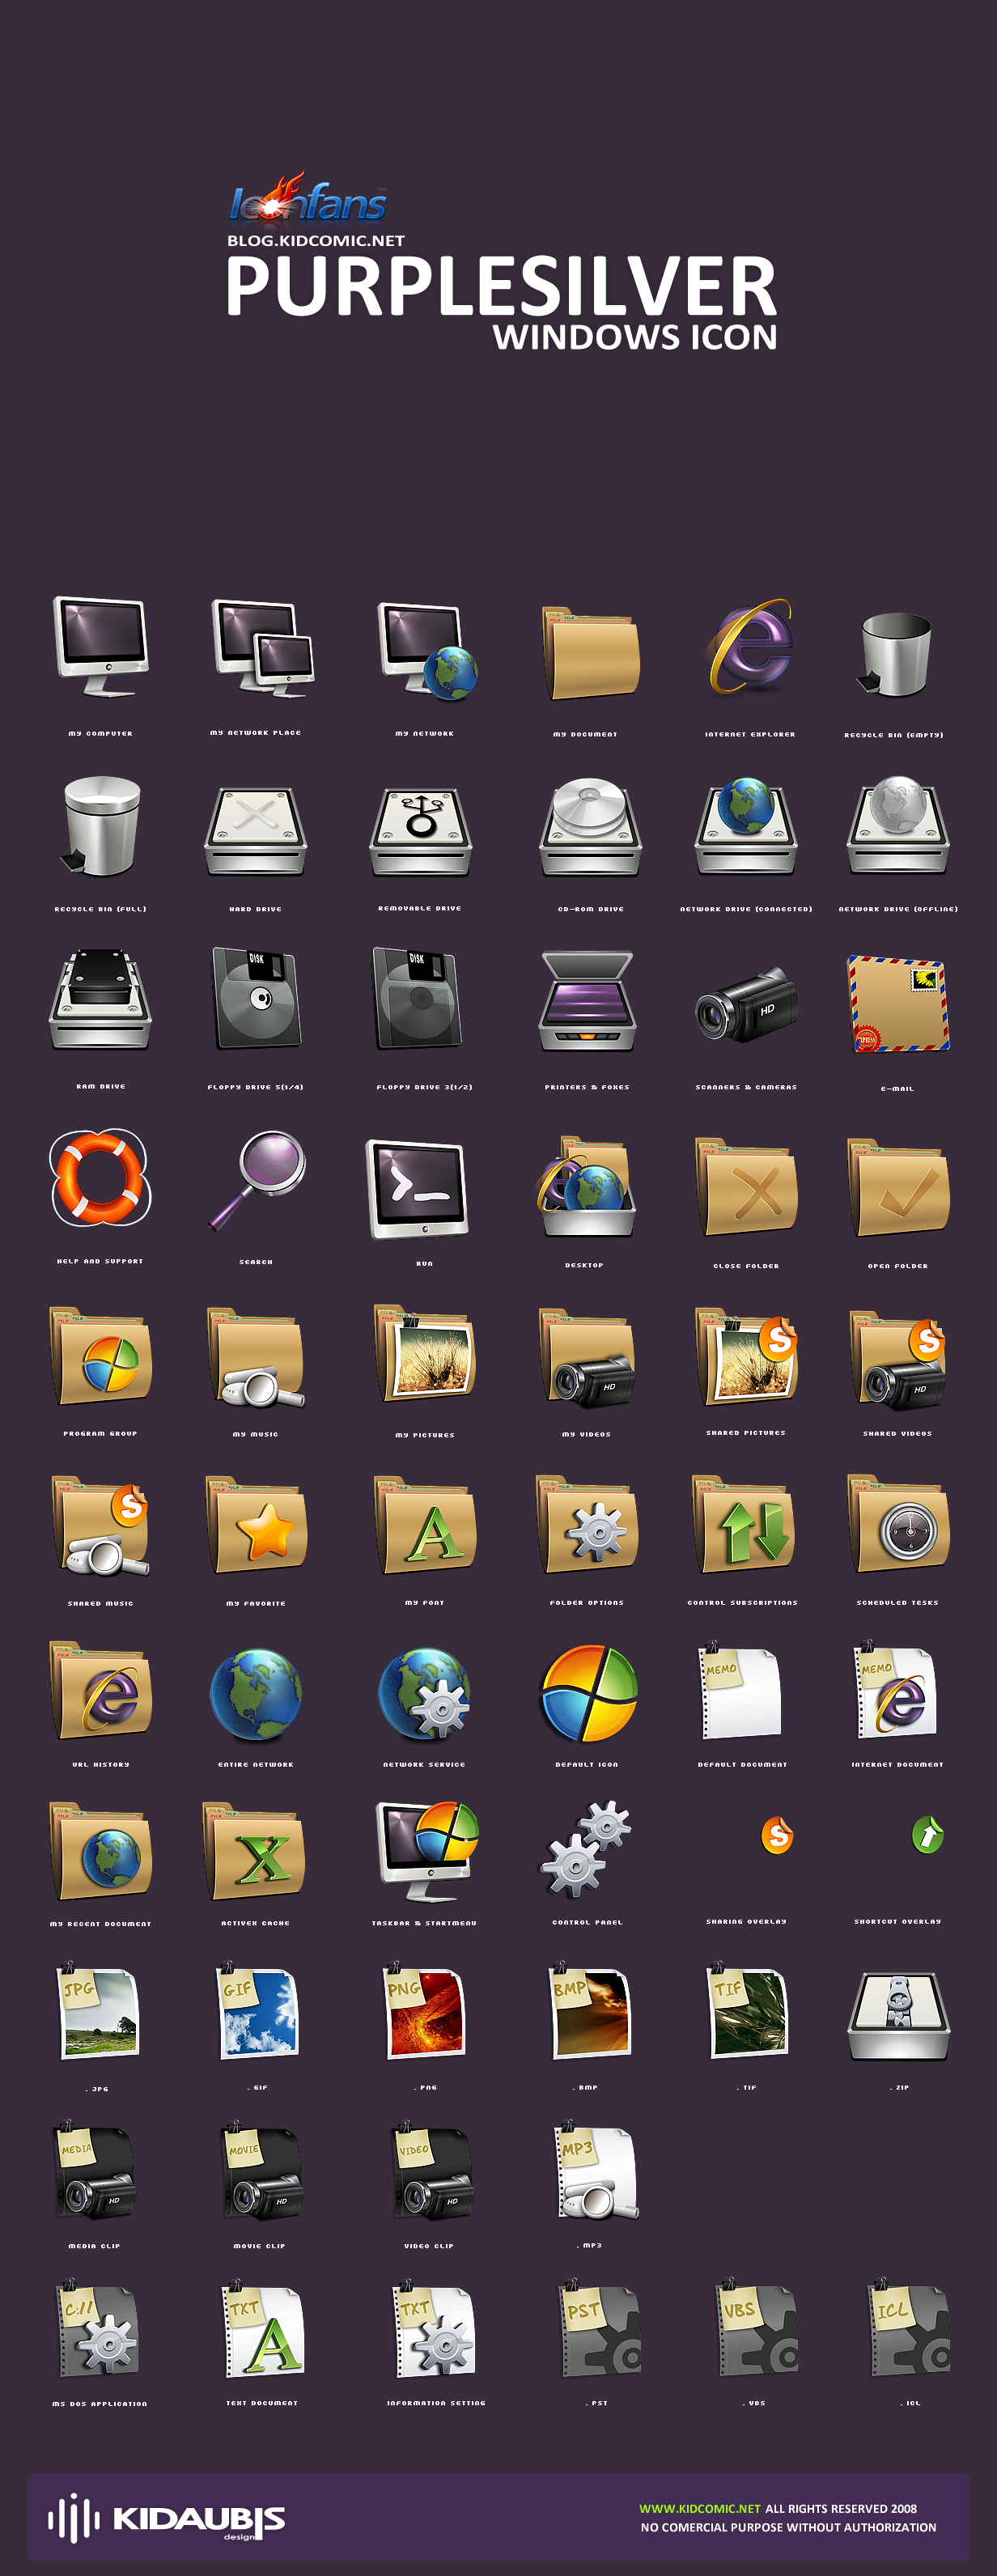 Iconfans™
BLOG.KIDCOMIC.NET
PURPLESILVER
WINDOWS ICON
MY COMPUTER
MY NETWORK PLACE
MY NETWORK
MY DOCUMENT
INTERNET EXPLORER
RECYCLE BIN (EMPTY)
RECYCLE BIN (FULL)
HARD DRIVE
REMOVABLE DRIVE
CD-ROM DRIVE
NETWORK DRIVE (CONNECTED)
NETWORK DRIVE (OFFLINE)
DISK
DISK
HD
EXPRESS
RAM DRIVE
FLOPPY DRIVE 5(1/4)
FLOPPY DRIVE 3(1/2)
PRINTERS & FOXES
SCANNERS & CAMERAS
E-MAIL
HELP AND SUPPORT
SEARCH
RUN
DESKTOP
CLOSE FOLDER
OPEN FOLDER
HD
S
S
HD
PROGRAM GROUP
MY MUSIC
MY PICTURES
MY VIDEOS
SHARED PICTURES
SHARED VIDEOS
S
A
SHARED MUSIC
MY FAVORITE
MY FONT
FOLDER OPTIONS
CONTROL SUBSCRIPTIONS
SCHEDULED TESKS
MEMO
MEMO
URL HISTORY
ENTIRE NETWORK
NETWORK SERVICE
DEFAULT ICON
DEFAULT DOCUMENT
INTERNET DOCUMENT
X
S
MY RECENT DOCUMENT
ACTIVEX CACHE
TASKBAR & STARTMENU
CONTROL PANEL
SHARING OVERLAY
SHORTCUT OVERLAY
JPG
GIF
PNG
BMP
TIF
. JPG
. GIF
. PNG
. BMP
. TIF
. ZIP
MEDIA
HD
MOVIE
HD
VIDEO
HD
MP3
MEDIA CLIP
MOVIE CLIP
VIDEO CLIP
. MP3
C://
TXT
A
TXT
PST
VBS
ICL
MS DOS APPLICATION
TEXT DOCUMENT
INFORMATION SETTING
. PST
. VBS
. ICL
KIDAUBIS
design
WWW.KIDCOMIC.NET ALL RIGHTS RESERVED 2008
NO COMERCIAL PURPOSE WITHOUT AUTHORIZATION